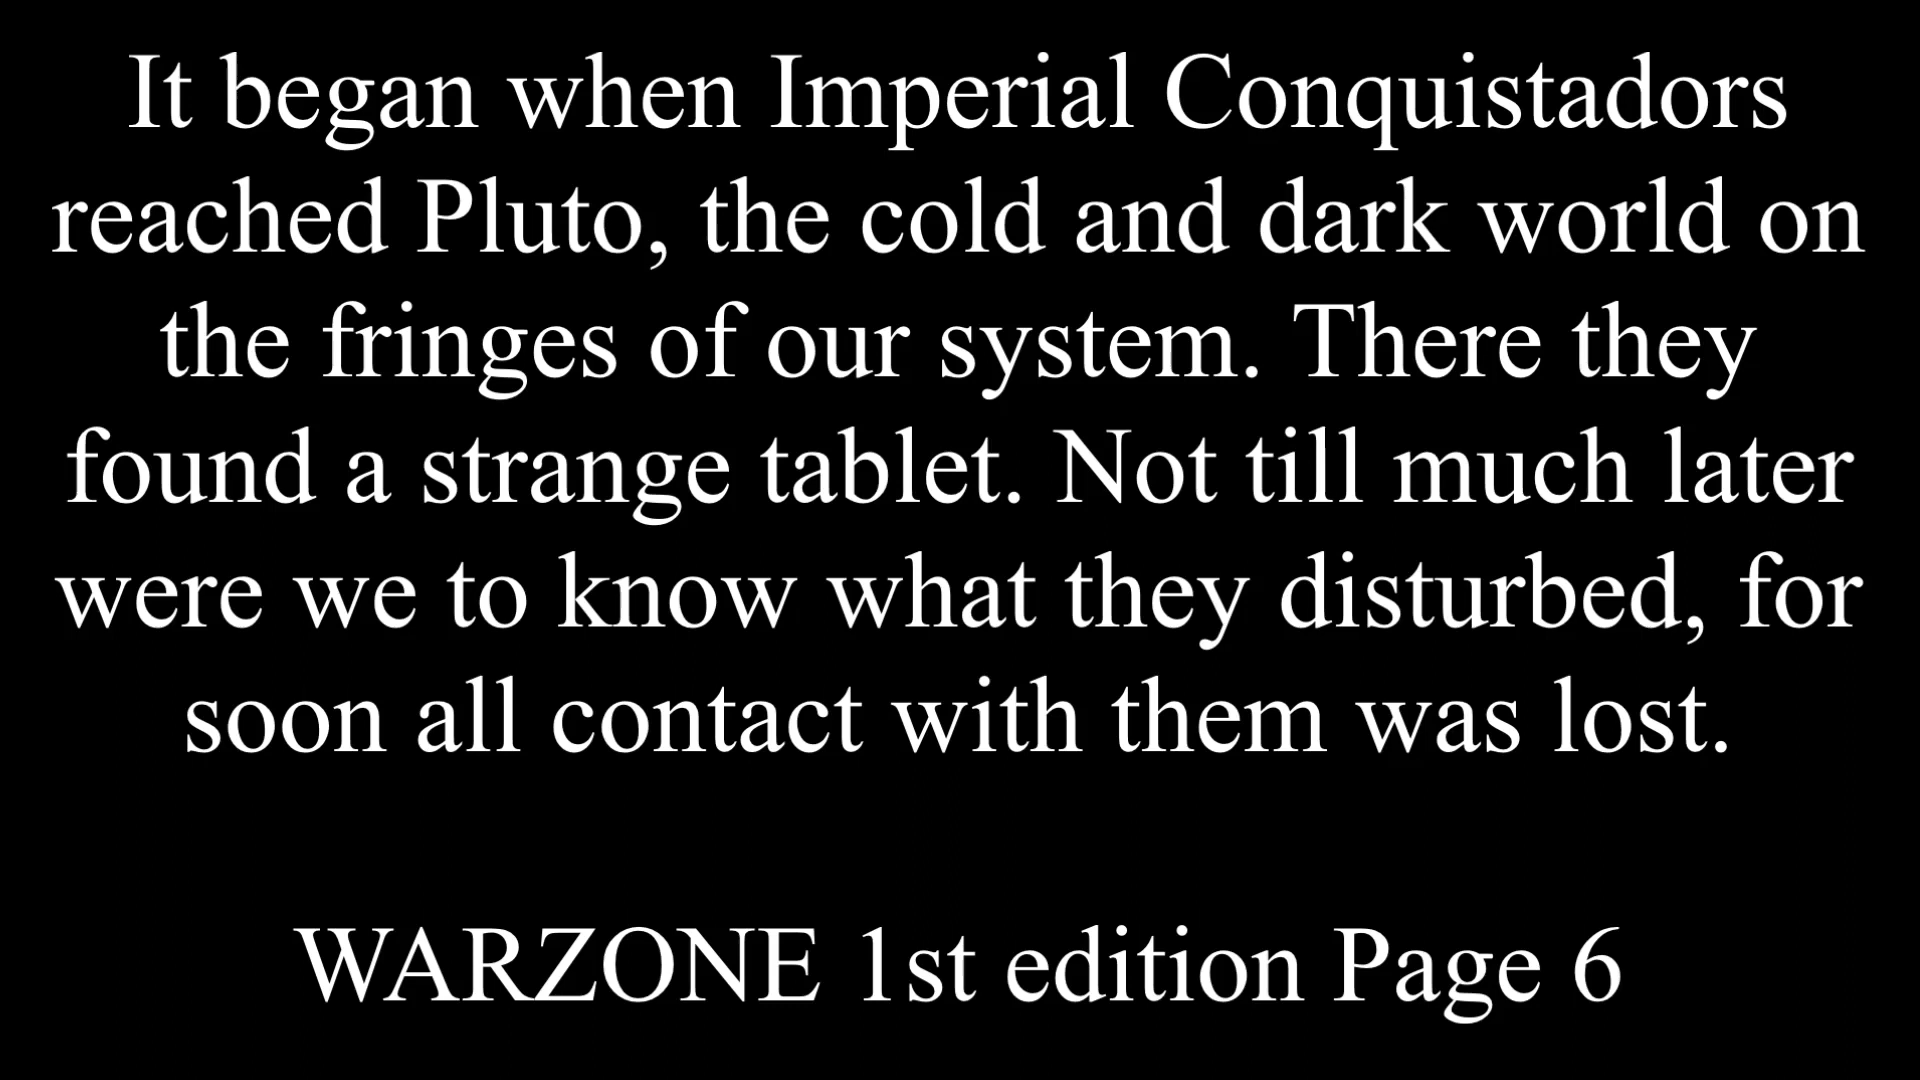 It began when Imperial Conquistadors
reached Pluto, the cold and dark world on
the fringes of our system. There they
found a strange tablet. Not till much later
were we to know what they disturbed, for
soon all contact with them was lost.
WARZONE 1st edition Page 6